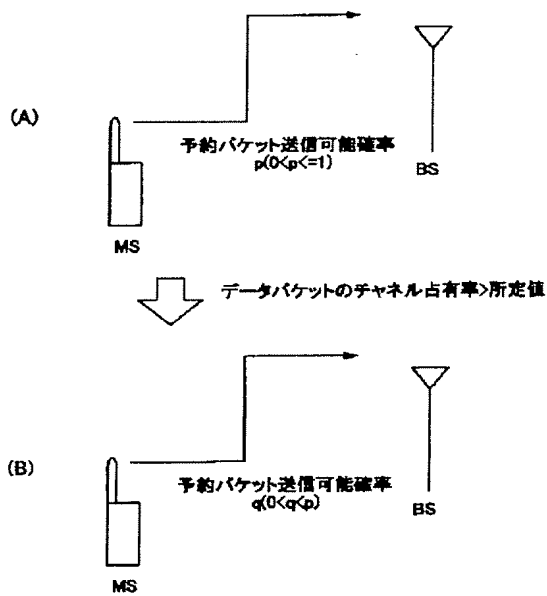 (A)
予約パケット送信可能確率
p(0<p<=1)
BS
MS
データパケットのチャネル占有率>所定値
(B)
予約パケット送信可能確率
q(0<q<p)
BS
MS